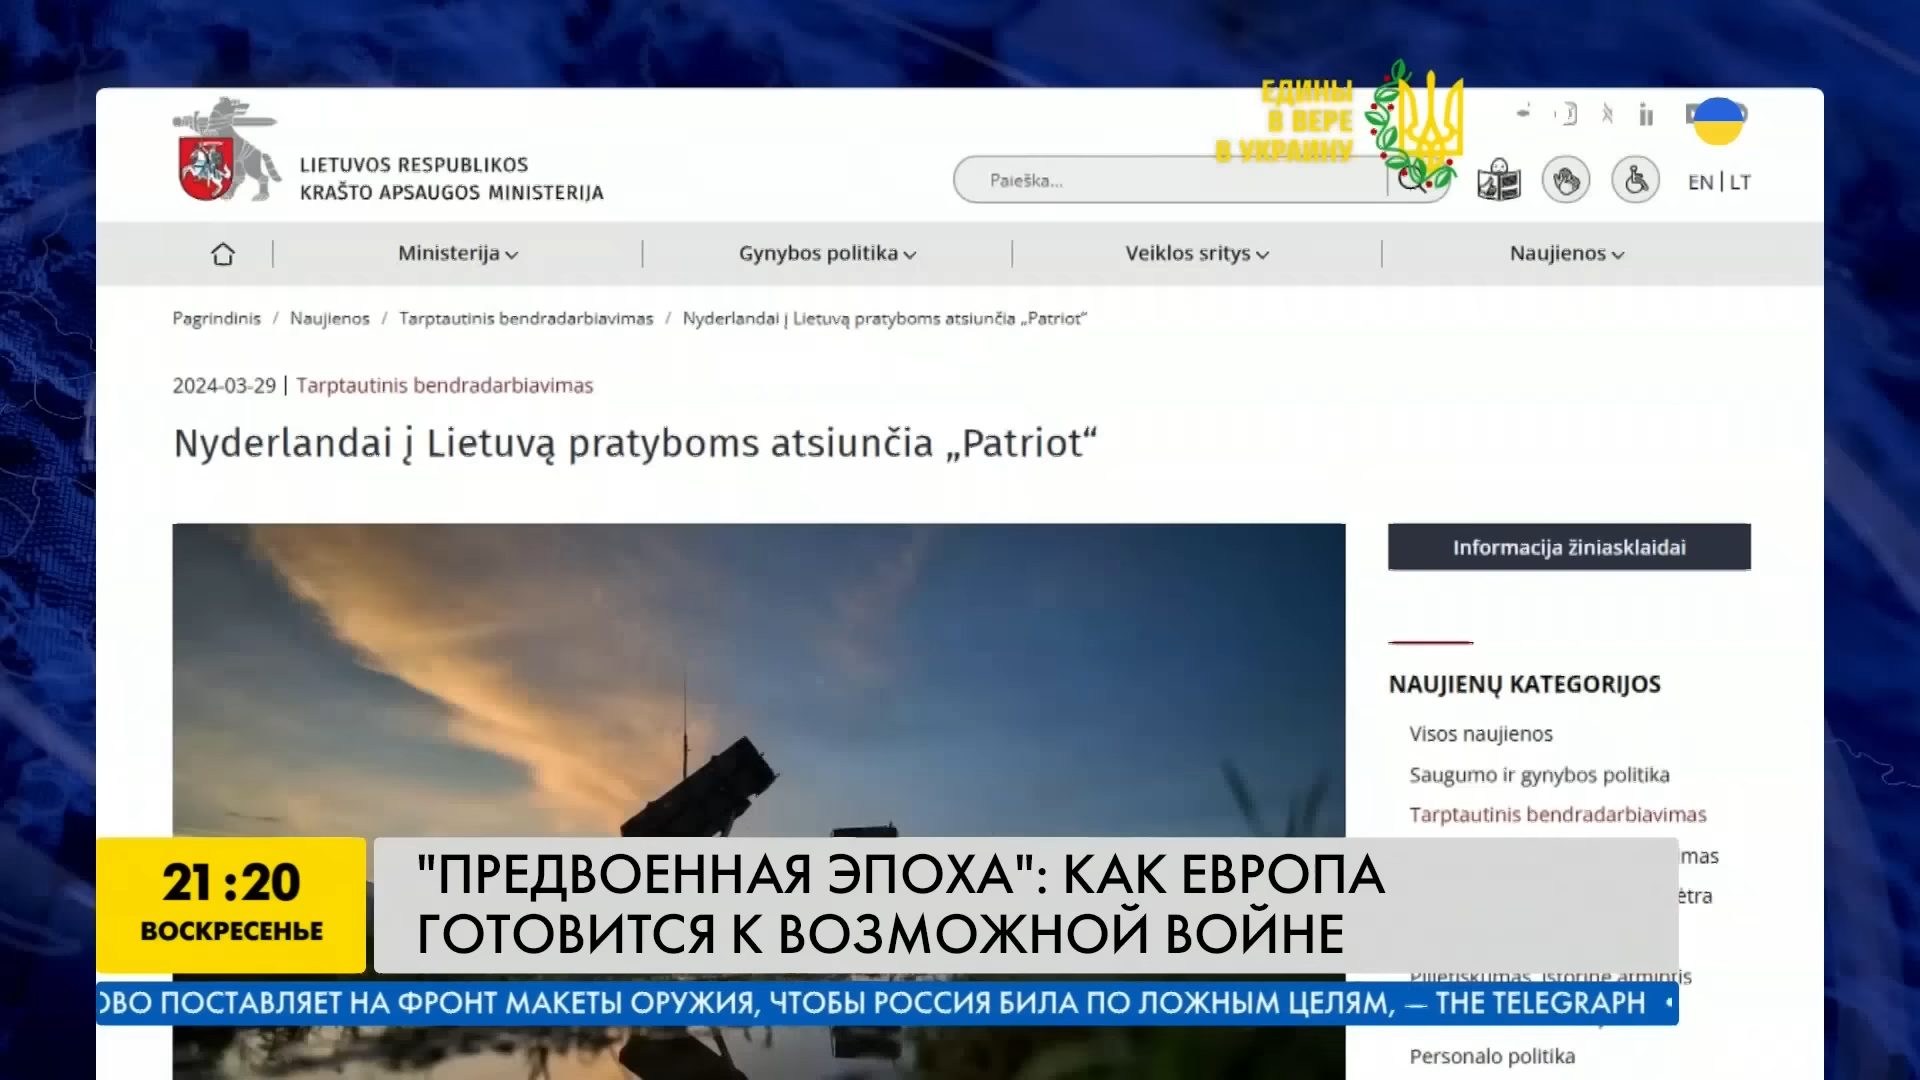 ЕДИНЫ
В ВЕРЕ
В УКРАИНУ
LIETUVOS RESPUBLIKOS
KRAŠTO APSAUGOS MINISTERIJA
Paieška...
EN | LT
Ministerija
Gynybos politika
Veiklos sritys
Naujienos
Pagrindinis / Naujienos / Tarptautinis bendradarbiavimas / Nyderlandai į Lietuvą pratyboms atsiunčia „Patriot“
2024-03-29 | Tarptautinis bendradarbiavimas
Nyderlandai į Lietuvą pratyboms atsiunčia „Patriot“
Informacija žiniasklaidai
NAUJIENŲ KATEGORIJOS
Visos naujienos
Saugumo ir gynybos politika
Tarptautinis bendradarbiavimas
21:20
ВОСКРЕСЕНЬЕ
"ПРЕДВОЕННАЯ ЭПОХА": КАК ЕВРОПА
ГОТОВИТСЯ К ВОЗМОЖНОЙ ВОЙНЕ
ОВО ПОСТАВЛЯЕТ НА ФРОНТ МАКЕТЫ ОРУЖИЯ, ЧТОБЫ РОССИЯ БИЛА ПО ЛОЖНЫМ ЦЕЛЯМ, — THE TELEGRAPH
Personalo politika